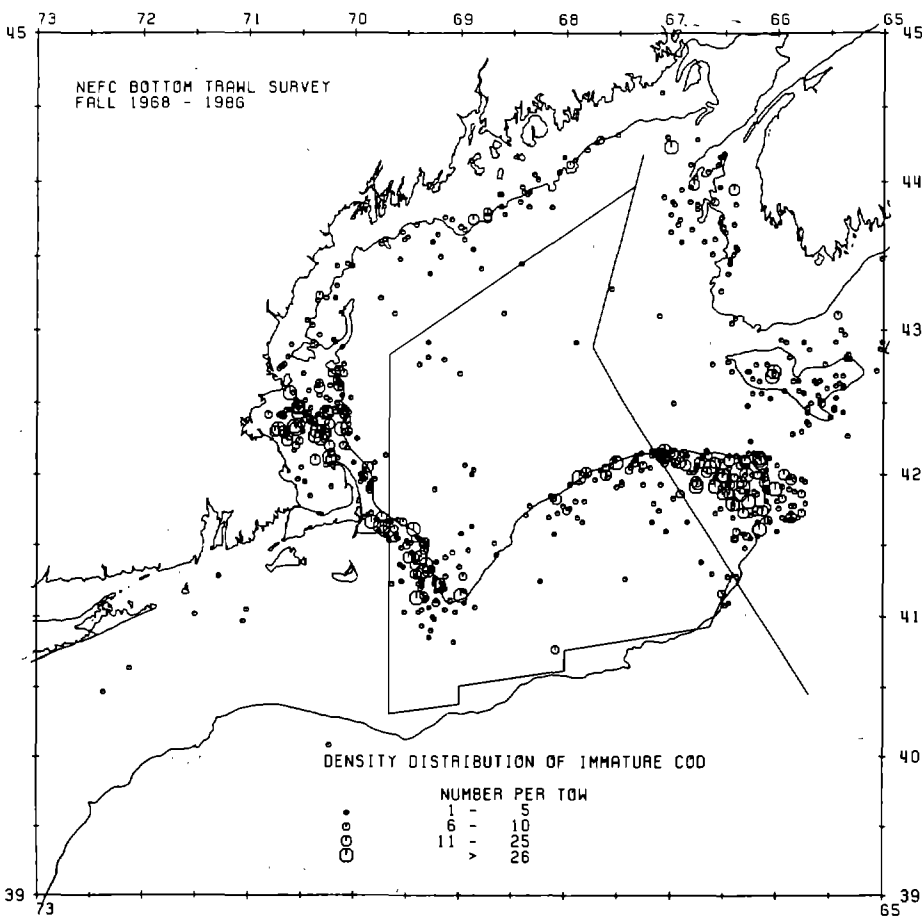 73 72 71 70 69 68 67 66 65
45 45
NEFC BOTTOM TRAWL SURVEY
FALL 1968 - 1986
44 44
43 43
42 42
41 41
40 40
DENSITY DISTRIBUTION OF IMMATURE COD
NUMBER PER TOW
1 - 5
6 - 10
11 - 25
> 26
39 39
73 65